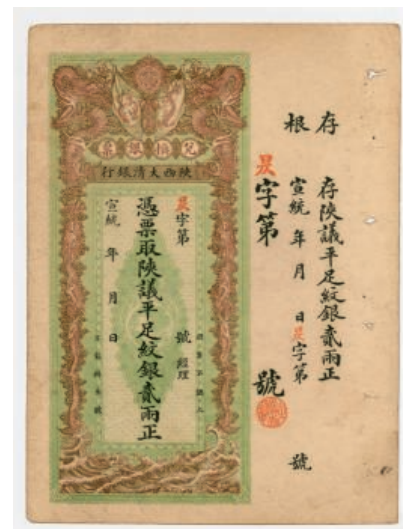 存根
存陝議平足紋銀貳兩正
宣統 年 月 日 昃字第 號
昃字第 號
兌換銀票
陝西大清銀行
昃字第 號 經理
憑票取陝議平足紋銀貳兩正
宣統 年 月 日